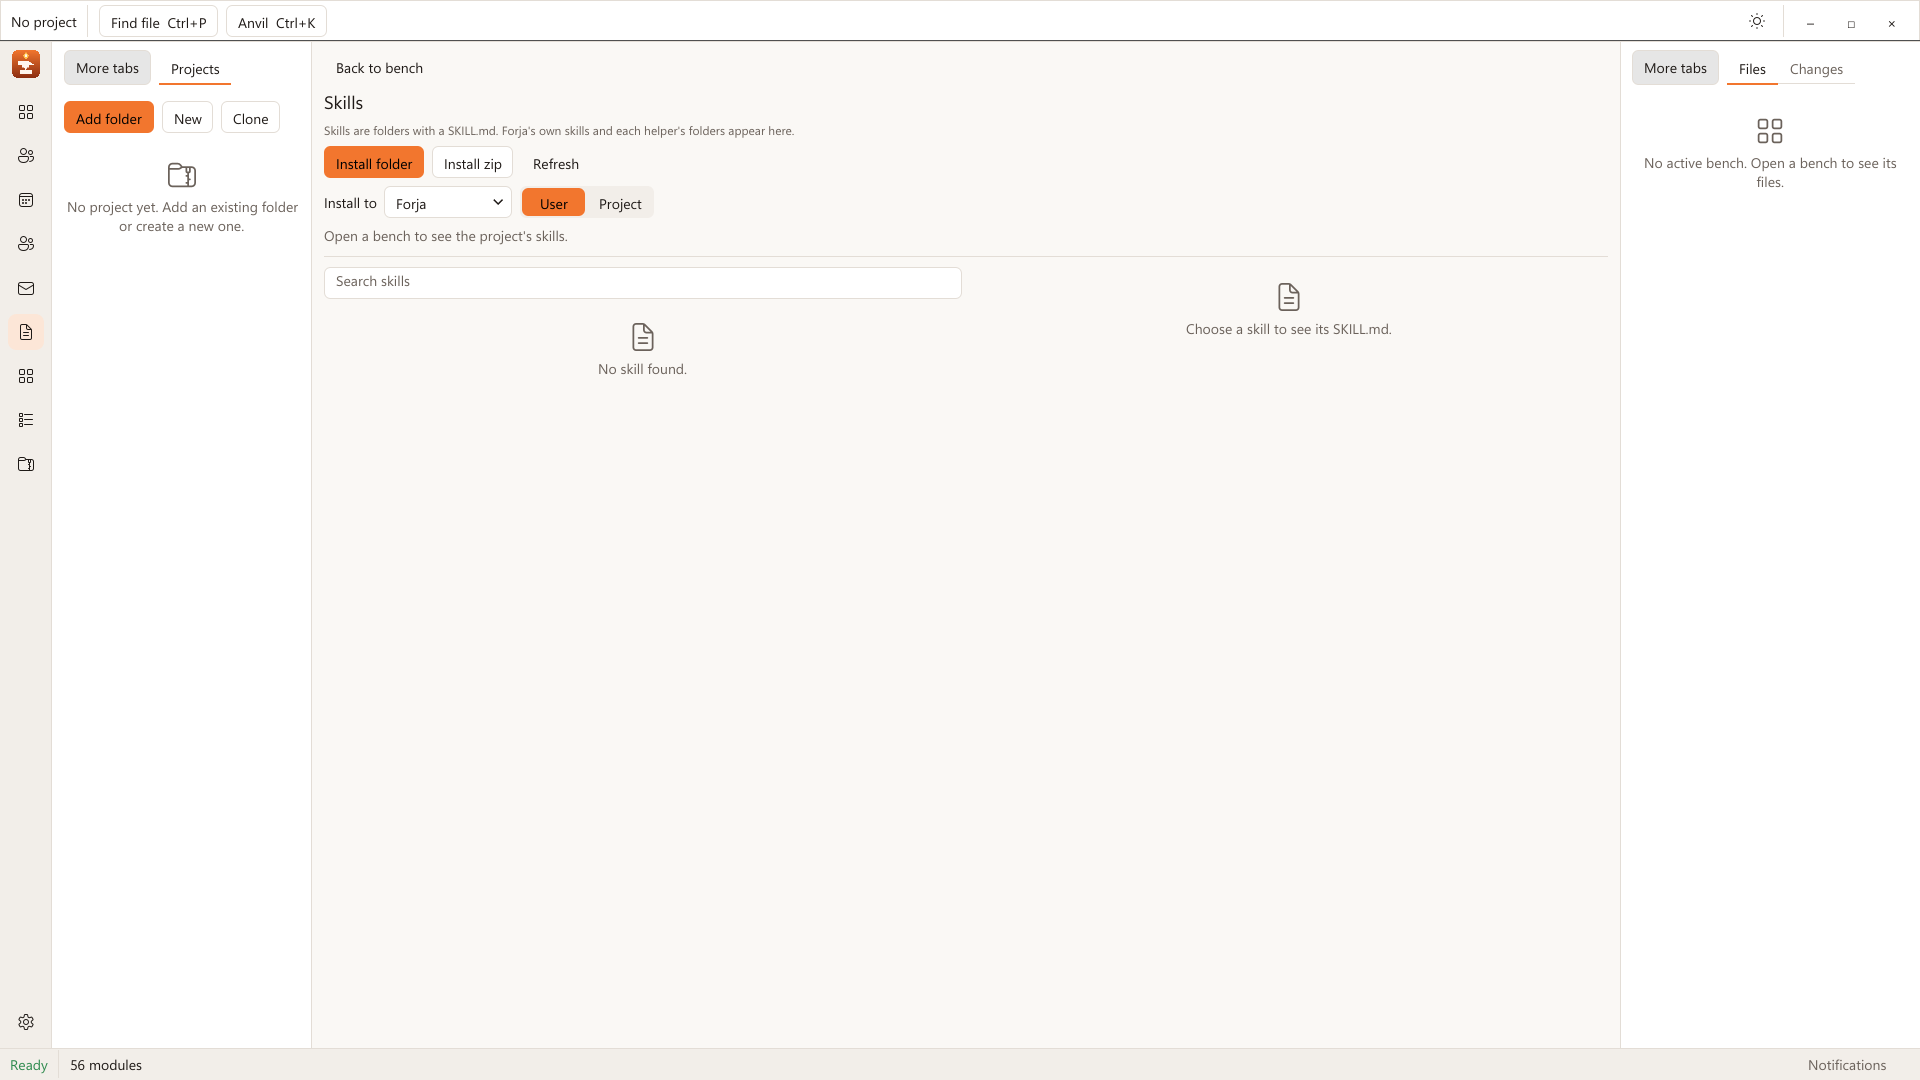 No project
Find file Ctrl+P
Anvil Ctrl+K
More tabs
Projects
Add folder
New
Clone
No project yet. Add an existing folder
or create a new one.
Back to bench
Skills
Skills are folders with a SKILL.md. Forja's own skills and each helper's folders appear here.
Install folder
Install zip
Refresh
Install to
Forja
User
Project
Open a bench to see the project's skills.
Search skills
No skill found.
Choose a skill to see its SKILL.md.
More tabs
Files
Changes
No active bench. Open a bench to see its
files.
Ready
56 modules
Notifications